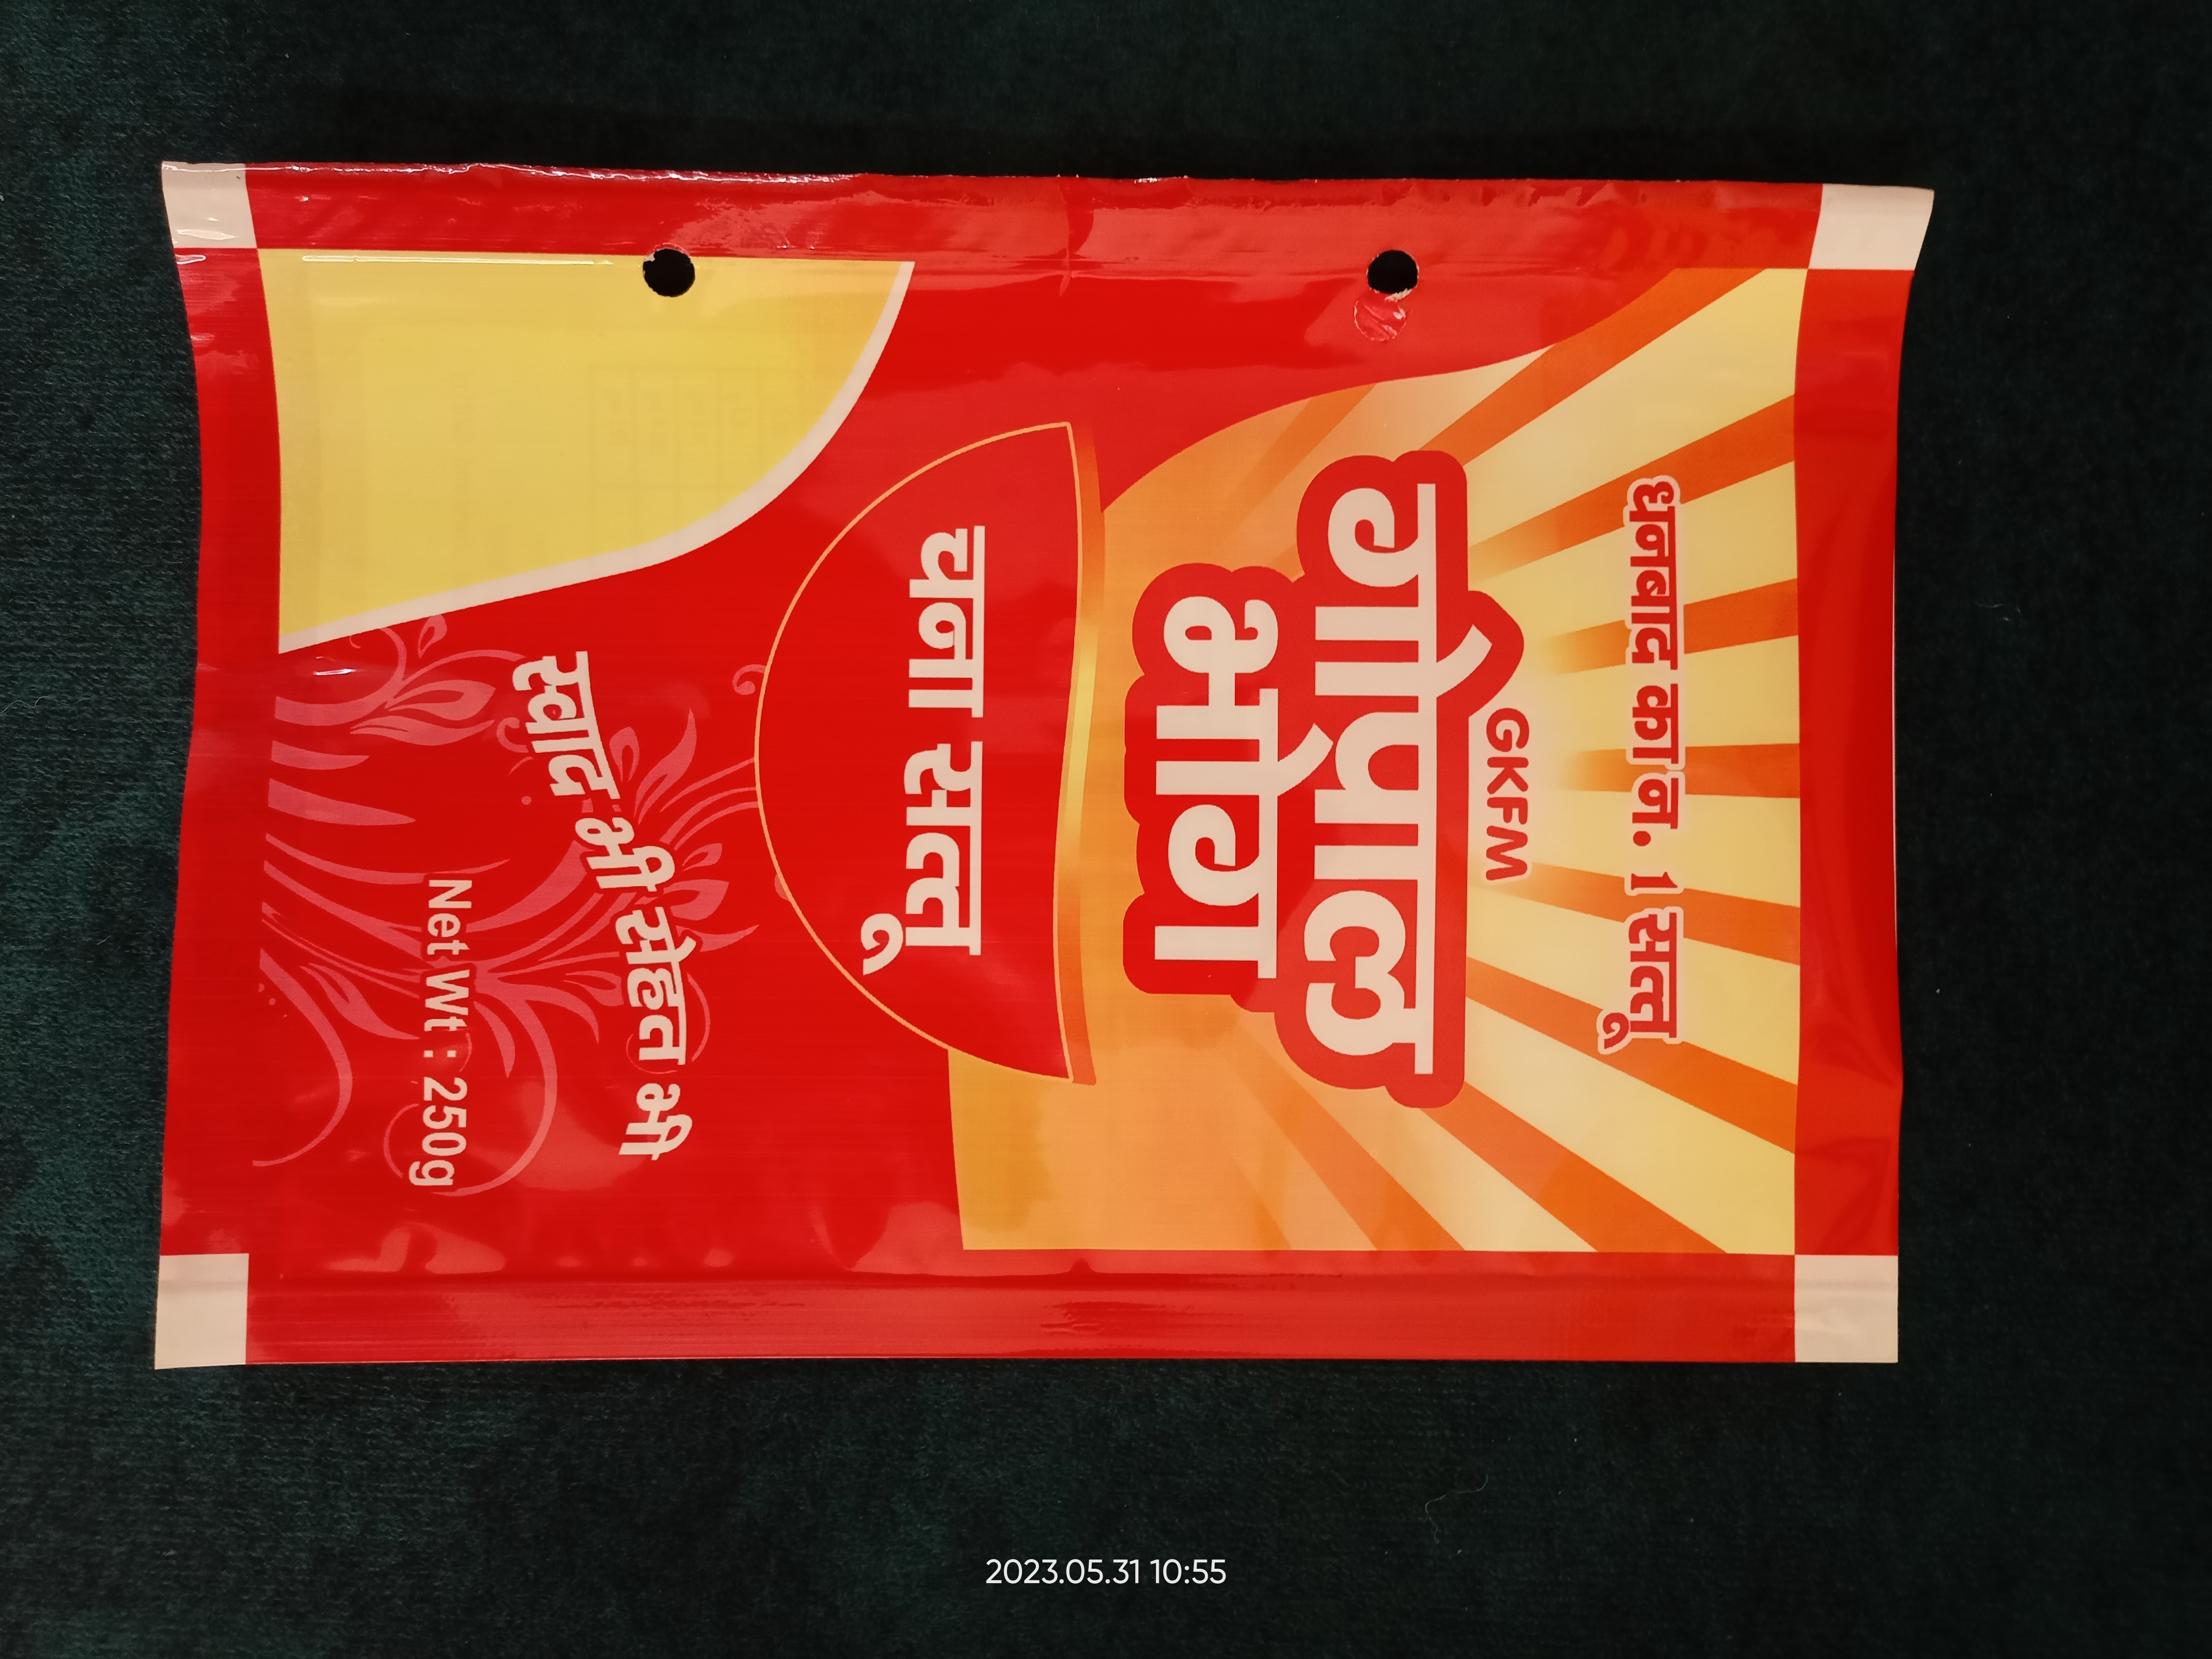 धनबाद का न. 1 सत्तू
GKFM
गोपाल
भोग
चना सत्तू
स्वाद भी सेहत भी
Net Wt : 250g
2023.05.31 10:55